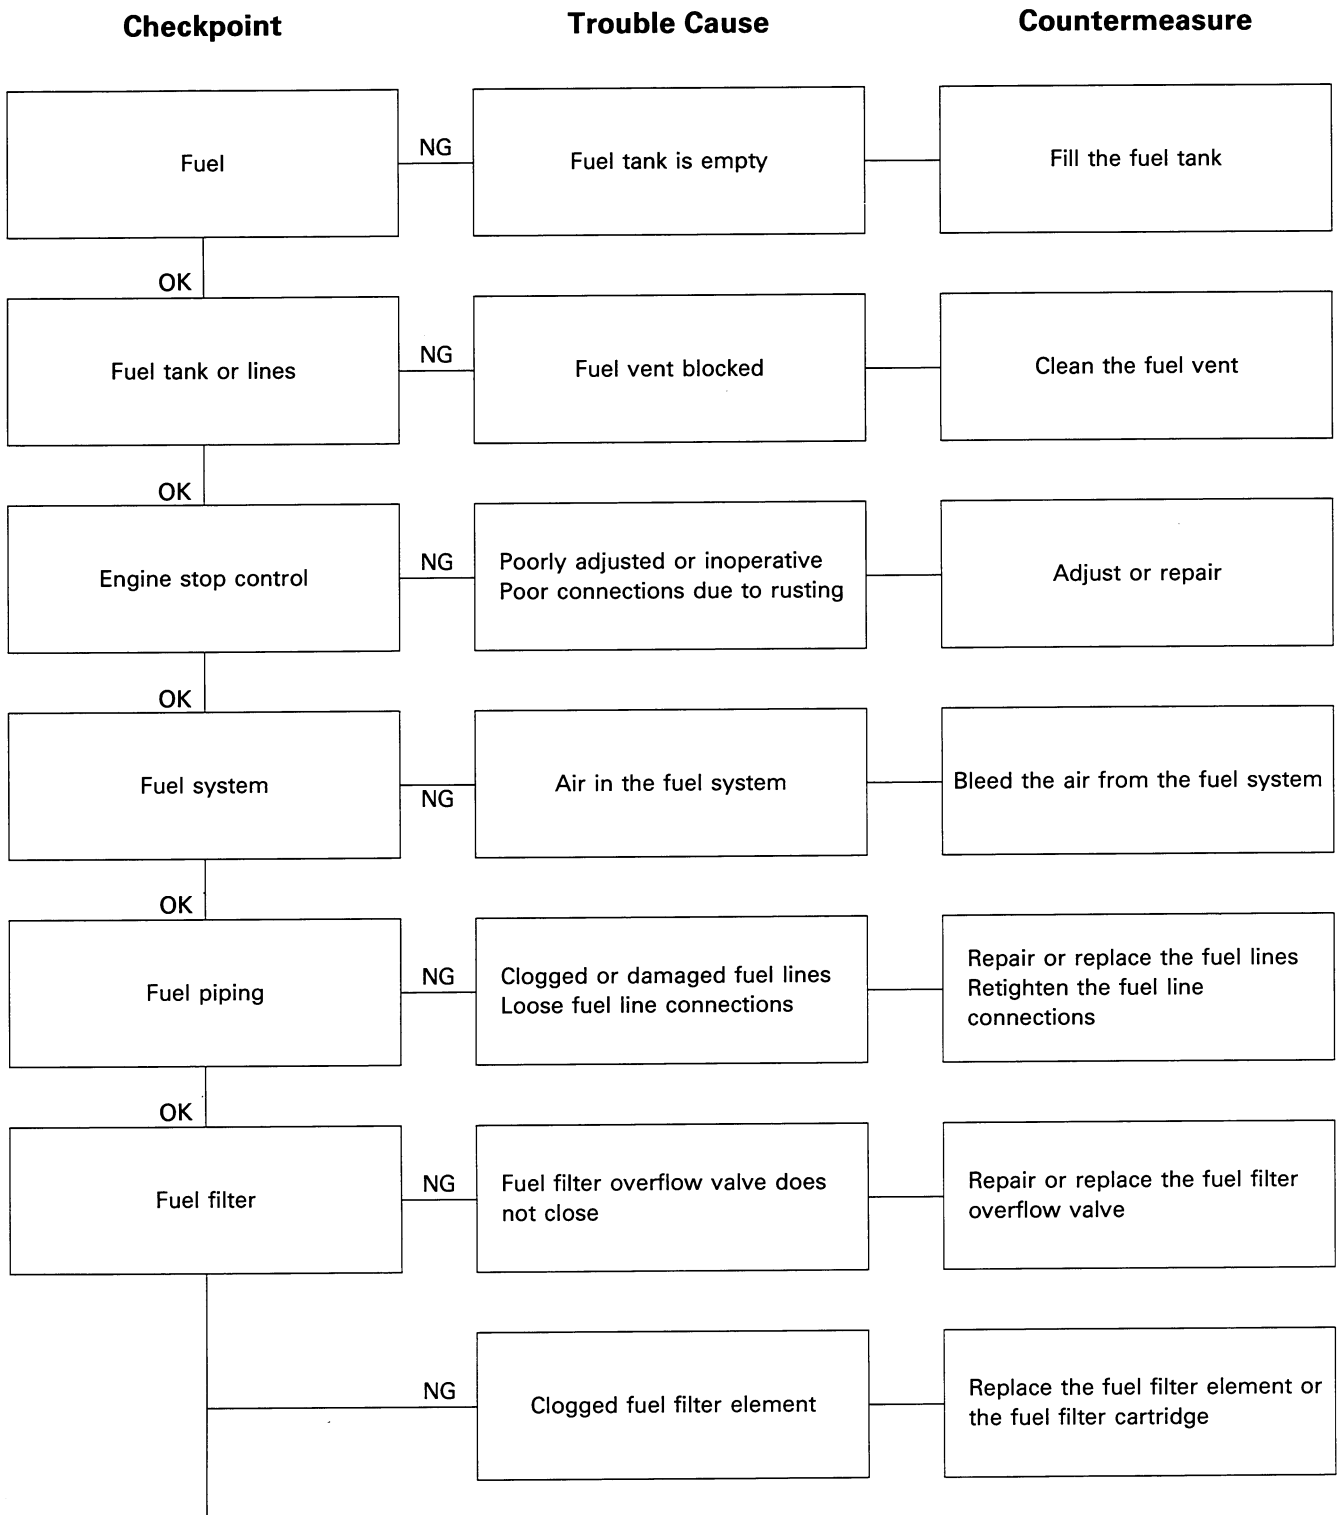 Checkpoint
Trouble Cause
Countermeasure
Fuel
NG
Fuel tank is empty
Fill the fuel tank
OK
Fuel tank or lines
NG
Fuel vent blocked
Clean the fuel vent
OK
Engine stop control
NG
Poorly adjusted or inoperative
Poor connections due to rusting
Adjust or repair
OK
Fuel system
NG
Air in the fuel system
Bleed the air from the fuel system
OK
Fuel piping
NG
Clogged or damaged fuel lines
Loose fuel line connections
Repair or replace the fuel lines
Retighten the fuel line
connections
OK
Fuel filter
NG
Fuel filter overflow valve does
not close
Repair or replace the fuel filter
overflow valve
NG
Clogged fuel filter element
Replace the fuel filter element or
the fuel filter cartridge